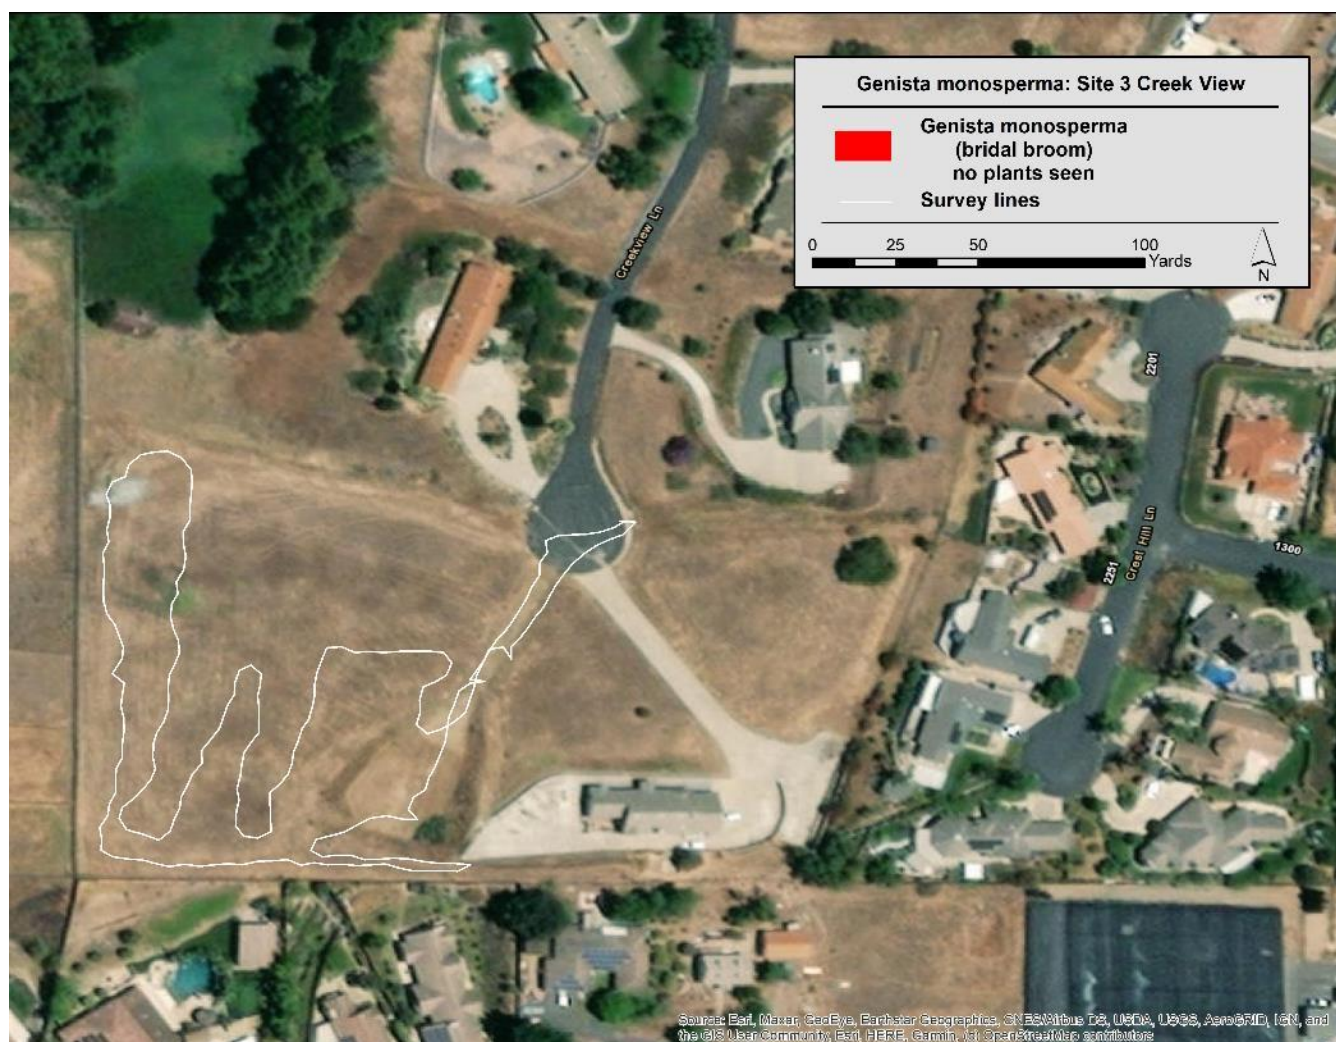 Genista monosperma: Site 3 Creek View
Genista monosperma
(bridal broom)
no plants seen
Survey lines
0 25 50 100
Yards
N
Creekview Ln
2201
Crest Hill Ln
2251
1300
Source: Esri, Maxar, GeoEye, Earthstar Geographics, CNES/Airbus DS, USDA, USGS, AeroGRID, IGN, and
the GIS User Community, Esri, HERE, Garmin, (c) OpenStreetMap contributors